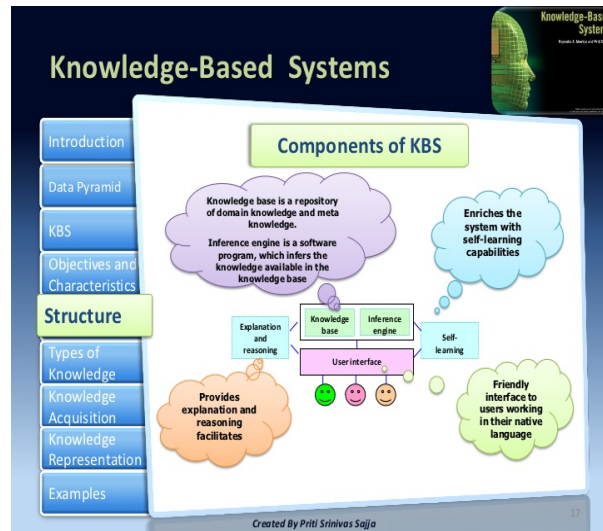 Knowledge-Based Systems
Introduction
Data Pyramid
KBS
Objectives and
Characteristics
Structure
Types of
Knowledge
Knowledge
Acquisition
Knowledge
Representation
Examples
Components of KBS
Knowledge base is a repository
of domain knowledge and meta
knowledge.
Inference engine is a software
program, which infers the
knowledge available in the
knowledge base
Enriches the
system with
self-learning
capabilities
Explanation
and
reasoning
Knowledge
base
Inference
engine
Self-
learning
User interface
Provides
explanation and
reasoning
facilitates
Friendly
interface to
users working
in their native
language
17
Created By Priti Srinivas Sajja